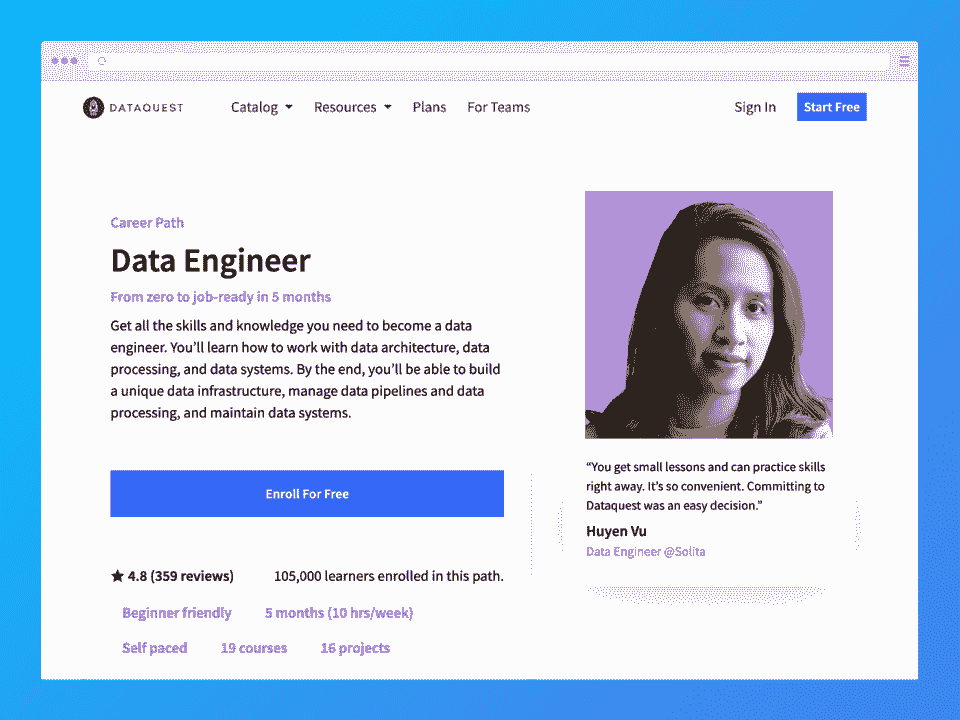 DATAQUEST Catalog Resources Plans For Teams Sign In Start Free
Career Path
Data Engineer
From zero to job-ready in 5 months
Get all the skills and knowledge you need to become a data
engineer. You’ll learn how to work with data architecture, data
processing, and data systems. By the end, you’ll be able to build
a unique data infrastructure, manage data pipelines and data
processing, and maintain data systems.
Enroll For Free
4.8 (359 reviews) 105,000 learners enrolled in this path.
Beginner friendly 5 months (10 hrs/week)
Self paced 19 courses 16 projects
“You get small lessons and can practice skills
right away. It’s so convenient. Committing to
Dataquest was an easy decision.”
Huyen Vu
Data Engineer @Solita